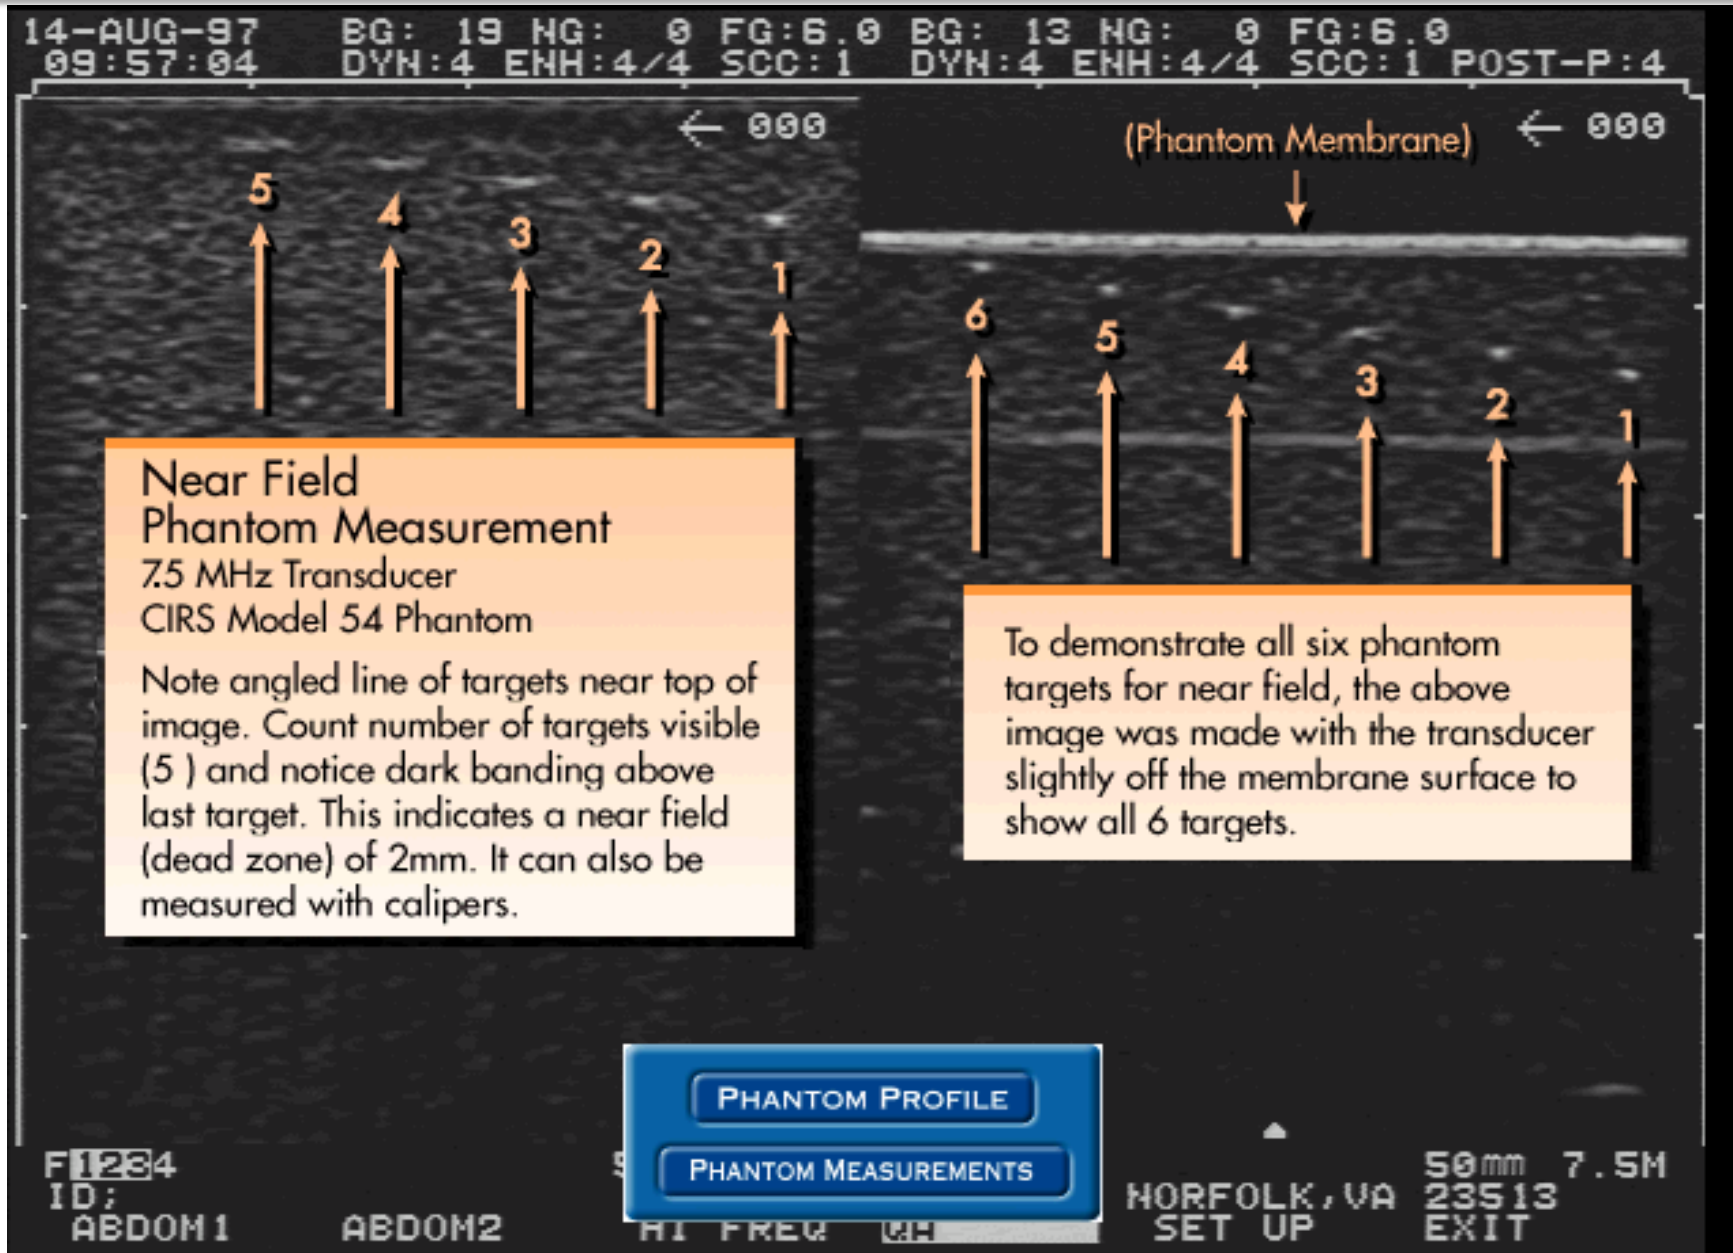 14-AUG-97 BG: 19 NG: 0 FG:6.0 BG: 13 NG: 0 FG:6.0
09:57:04 DYN:4 ENH:4/4 SCC:1 DYN:4 ENH:4/4 SCC:1 POST-P:4
← 000
(Phantom Membrane)
← 000
5
4
3
2
1
6
5
4
3
2
1
Near Field
Phantom Measurement
7.5 MHz Transducer
CIRS Model 54 Phantom
Note angled line of targets near top of
image. Count number of targets visible
(5 ) and notice dark banding above
last target. This indicates a near field
(dead zone) of 2mm. It can also be
measured with calipers.
To demonstrate all six phantom
targets for near field, the above
image was made with the transducer
slightly off the membrane surface to
show all 6 targets.
PHANTOM PROFILE
PHANTOM MEASUREMENTS
F1234
50mm 7.5M
ID;
NORFOLK,VA 23513
ABDOM1 ABDOM2 HI FREQ QA SET UP EXIT